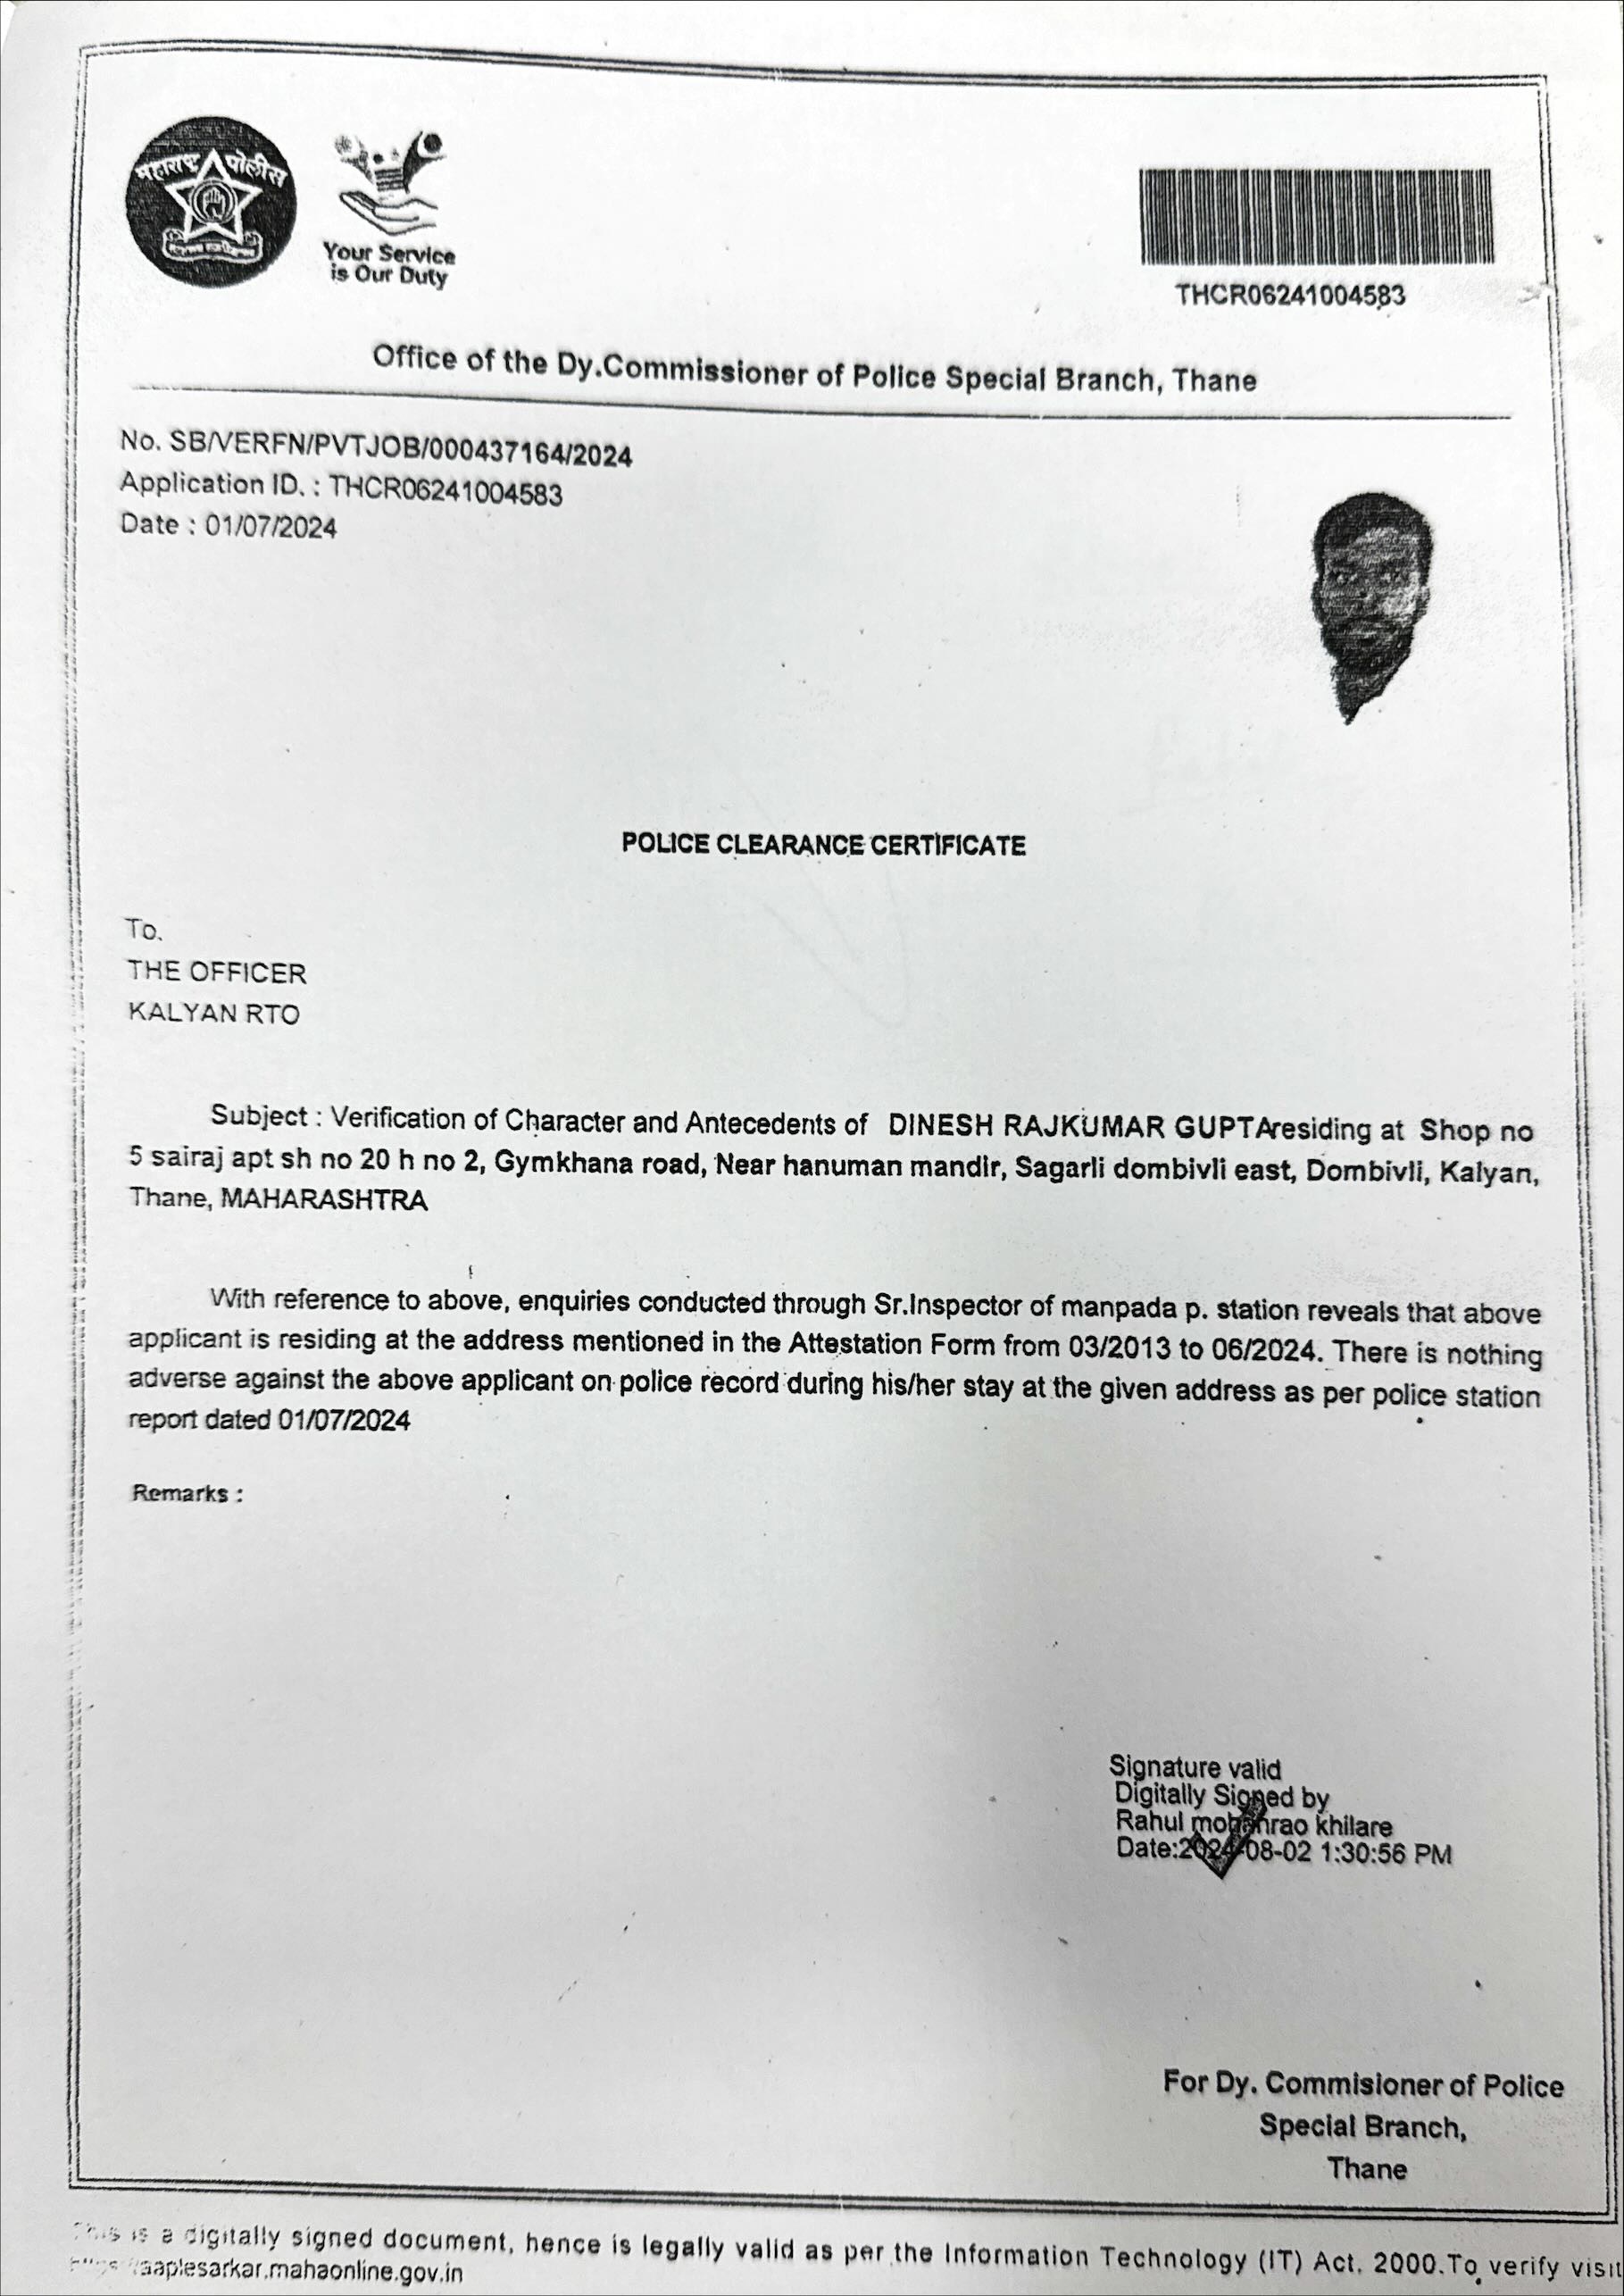 महाराष्ट्र पोलीस
Your Service
is Our Duty
THCR06241004583
Office of the Dy.Commissioner of Police Special Branch, Thane
No. SB/VERFN/PVTJOB/000437164/2024
Application ID. : THCR06241004583
Date : 01/07/2024
POLICE CLEARANCE CERTIFICATE
To,
THE OFFICER
KALYAN RTO
Subject : Verification of Character and Antecedents of DINESH RAJKUMAR GUPTAresiding at Shop no
5 sairaj apt sh no 20 h no 2, Gymkhana road, Near hanuman mandir, Sagarli dombivli east, Dombivli, Kalyan,
Thane, MAHARASHTRA
With reference to above, enquiries conducted through Sr.Inspector of manpada p. station reveals that above
applicant is residing at the address mentioned in the Attestation Form from 03/2013 to 06/2024. There is nothing
adverse against the above applicant on police record during his/her stay at the given address as per police station
report dated 01/07/2024
Remarks :
Signature valid
Digitally Signed by
Rahul mohanrao khilare
Date:2024-08-02 1:30:56 PM
For Dy. Commisioner of Police
Special Branch,
Thane
This is a digitally signed document, hence is legally valid as per the Information Technology (IT) Act, 2000.To verify visit
aaplesarkar.mahaonline.gov.in